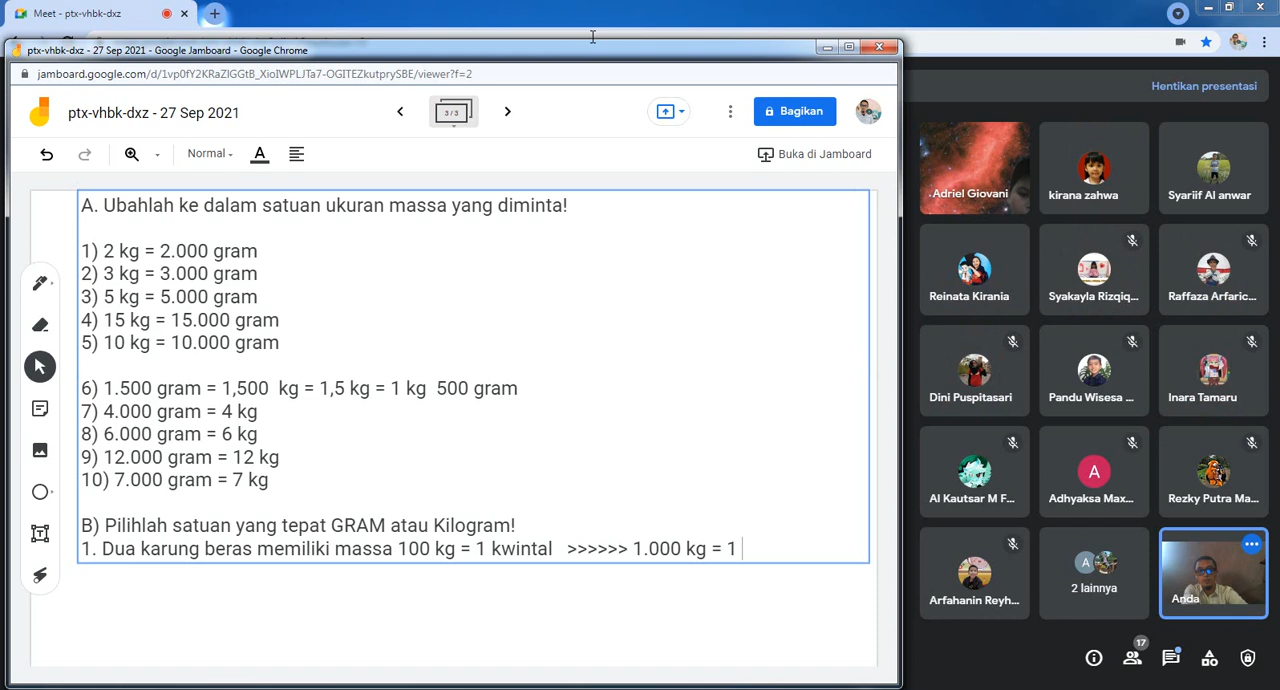 Meet - ptx-vhbk-dxz
ptx-vhbk-dxz - 27 Sep 2021 - Google Jamboard - Google Chrome
jamboard.google.com/d/1vp0fY2KRaZlGGtB_XioIWPLJTa7-OGITEZkutprySBE/viewer?f=2
ptx-vhbk-dxz - 27 Sep 2021
3 / 3
Bagikan
Hentikan presentasi
Normal
A
Buka di Jamboard
A. Ubahlah ke dalam satuan ukuran massa yang diminta!
1) 2 kg = 2.000 gram
2) 3 kg = 3.000 gram
3) 5 kg = 5.000 gram
4) 15 kg = 15.000 gram
5) 10 kg = 10.000 gram
6) 1.500 gram = 1,500  kg = 1,5 kg = 1 kg  500 gram
7) 4.000 gram = 4 kg
8) 6.000 gram = 6 kg
9) 12.000 gram = 12 kg
10) 7.000 gram = 7 kg
B) Pilihlah satuan yang tepat GRAM atau Kilogram!
1. Dua karung beras memiliki massa 100 kg = 1 kwintal   >>>>>> 1.000 kg = 1
Adriel Giovani
kirana zahwa
Syariif Al anwar
Reinata Kirania
Syakayla Rizqiq...
Raffaza Arfaric...
Dini Puspitasari
Pandu Wisesa ...
Inara Tamaru
Al Kautsar M F...
A
Adhyaksa Max...
Rezky Putra Ma...
Arfahanin Reyh...
A
2 lainnya
Anda
17